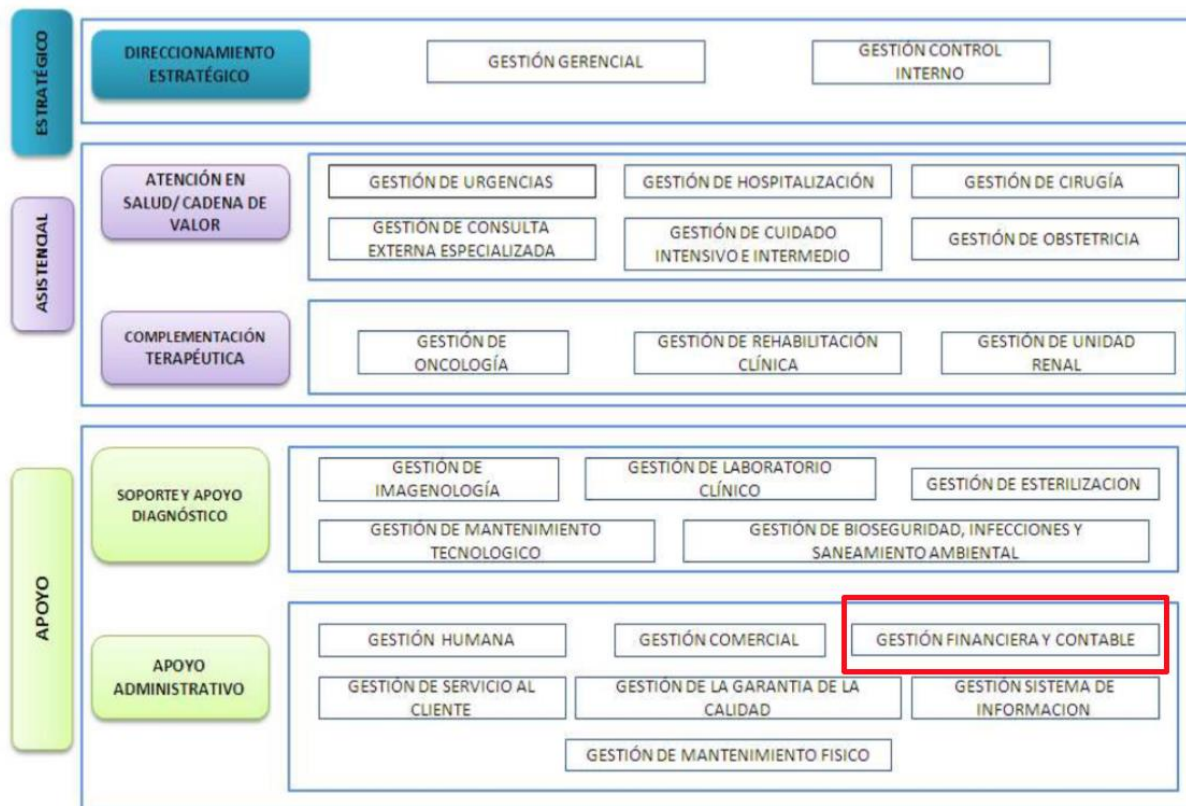 ESTRATÉGICO
DIRECCIONAMIENTO
ESTRATÉGICO
GESTIÓN GERENCIAL
GESTIÓN CONTROL
INTERNO
ASISTENCIAL
ATENCIÓN EN
SALUD/ CADENA DE
VALOR
GESTIÓN DE URGENCIAS
GESTIÓN DE HOSPITALIZACIÓN
GESTIÓN DE CIRUGÍA
GESTIÓN DE CONSULTA
EXTERNA ESPECIALIZADA
GESTIÓN DE CUIDADO
INTENSIVO E INTERMEDIO
GESTIÓN DE OBSTETRICIA
COMPLEMENTACIÓN
TERAPÉUTICA
GESTIÓN DE
ONCOLOGÍA
GESTIÓN DE REHABILITACIÓN
CLÍNICA
GESTIÓN DE UNIDAD
RENAL
APOYO
SOPORTE Y APOYO
DIAGNÓSTICO
GESTIÓN DE
IMAGENOLOGÍA
GESTIÓN DE LABORATORIO
CLÍNICO
GESTIÓN DE ESTERILIZACION
GESTIÓN DE MANTENIMIENTO
TECNOLOGICO
GESTIÓN DE BIOSEGURIDAD, INFECCIONES Y
SANEAMIENTO AMBIENTAL
APOYO
ADMINISTRATIVO
GESTIÓN HUMANA
GESTIÓN COMERCIAL
GESTIÓN FINANCIERA Y CONTABLE
GESTIÓN DE SERVICIO AL
CLIENTE
GESTIÓN DE LA GARANTIA DE LA
CALIDAD
GESTIÓN SISTEMA DE
INFORMACION
GESTIÓN DE MANTENIMIENTO FISICO